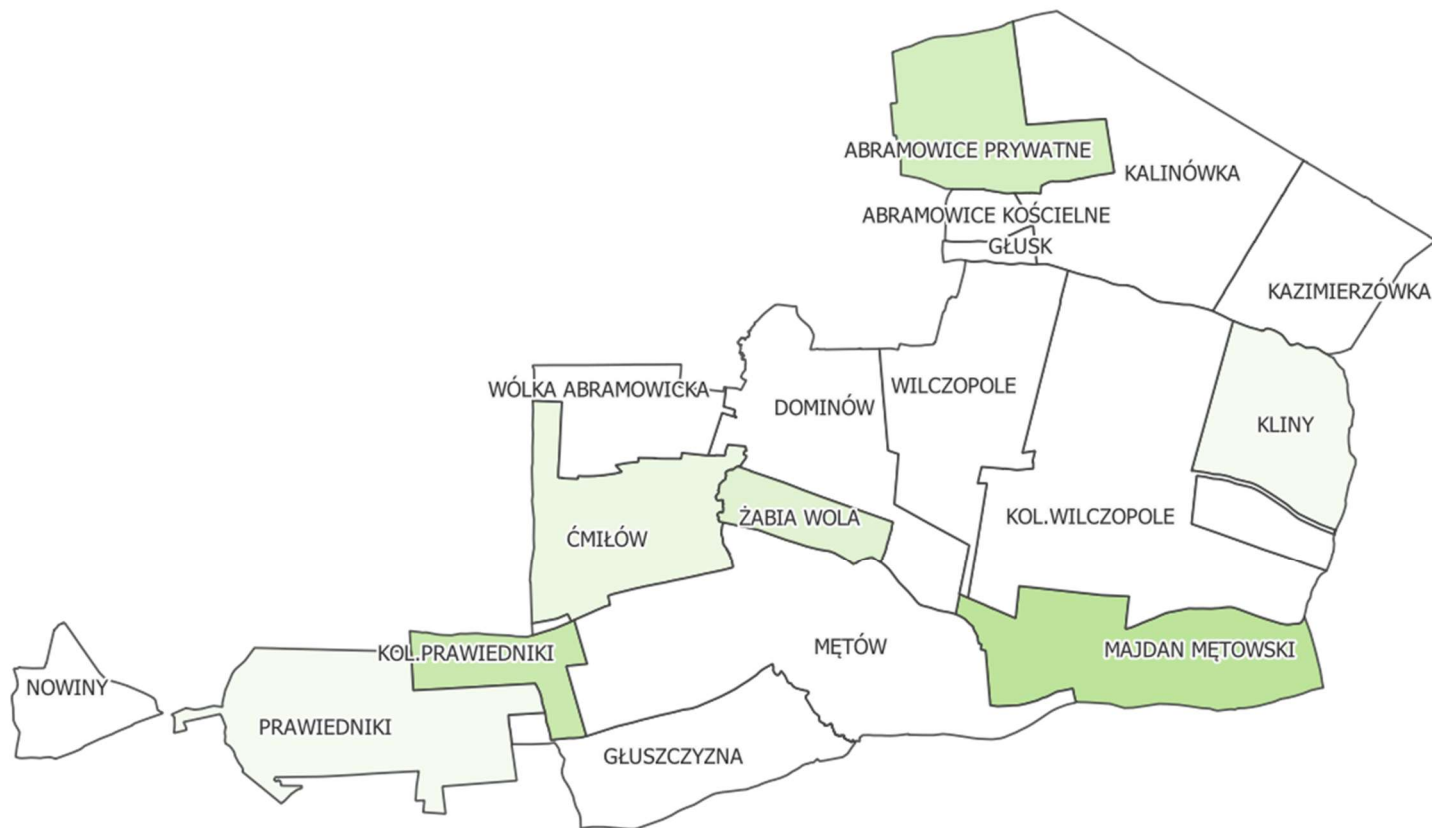 ABRAMOWICE PRYWATNE
KALINÓWKA
ABRAMOWICE KOŚCIELNE
GŁUSK
KAZIMIERZÓWKA
WÓLKA ABRAMOWICKA
WILCZOPOLE
DOMINÓW
KLINY
KOL.WILCZOPOLE
ŻABIA WOLA
ĆMIŁÓW
MĘTÓW
MAJDAN MĘTOWSKI
KOL.PRAWIEDNIKI
NOWINY
PRAWIEDNIKI
GŁUSZCZYZNA